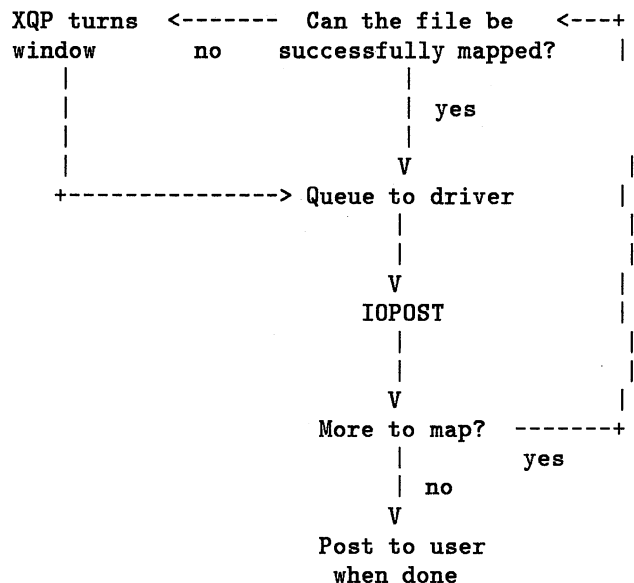 XQP turns <------- Can the file be <---+
window no successfully mapped? |
| |
| | yes
| |
| V |
+---------------> Queue to driver |
| |
| |
V |
IOPOST |
| |
| |
V |
More to map? -------+
| yes
| no
V
Post to user
when done